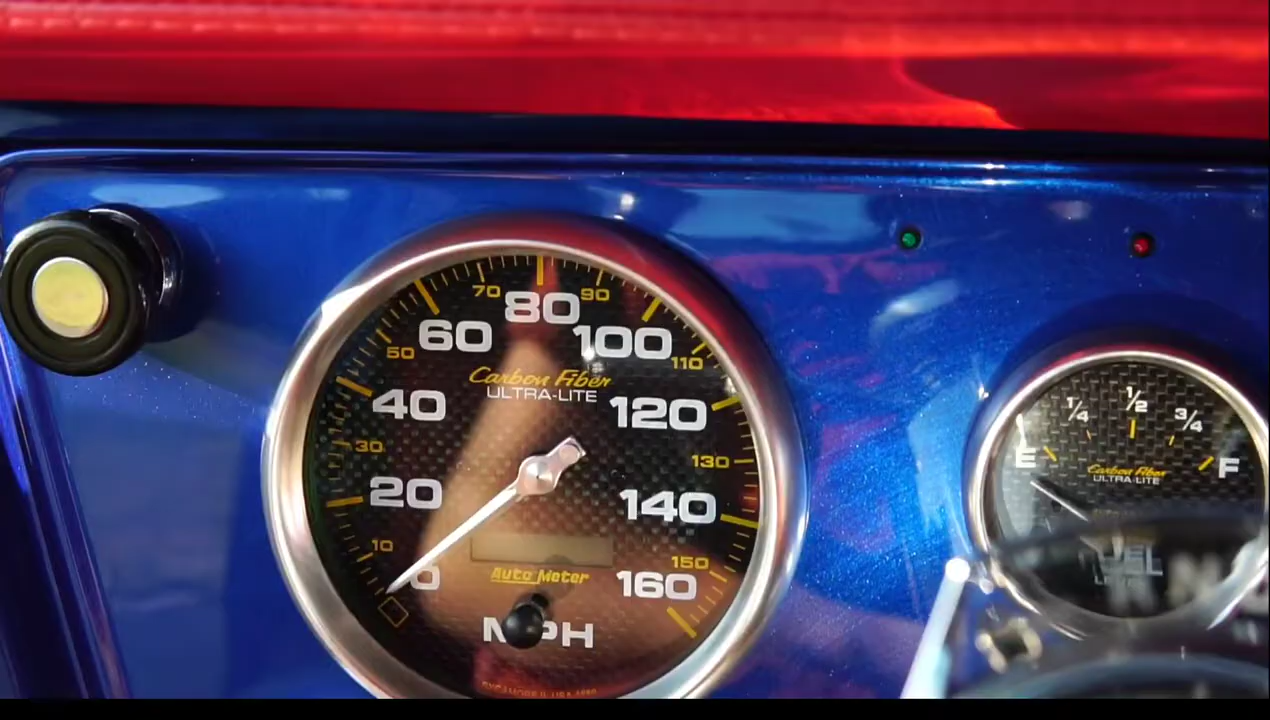 70 80 90
60 100
50 110
Carbon Fiber
ULTRA-LITE
40 120
30 130
20 140
10 150
0 160
Auto Meter
MPH
1/4 1/2 3/4
E F
Carbon Fiber
ULTRA-LITE